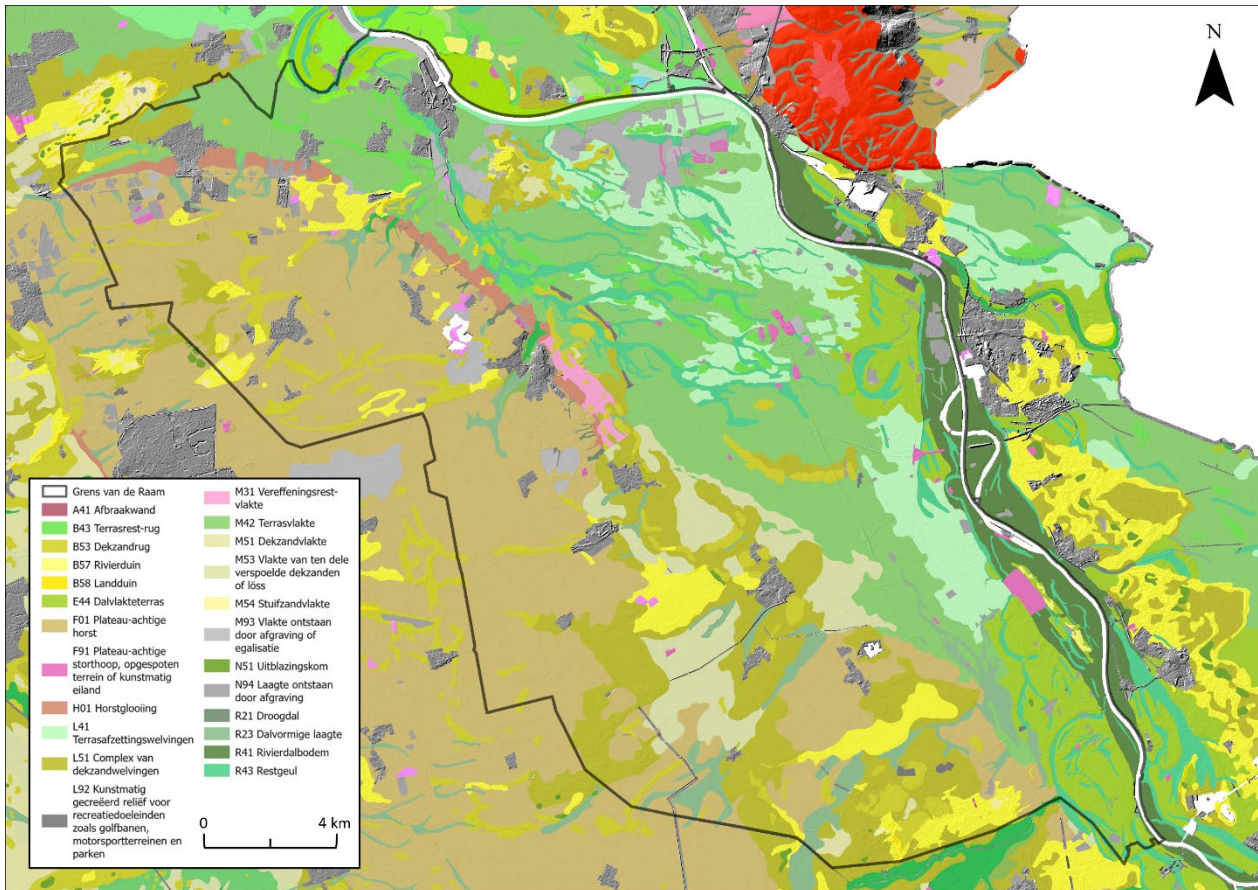 N
Grens van de Raam
A41 Afbraakwand
B43 Terrasrest-rug
B53 Dekzandrug
B57 Rivierduin
B58 Landduin
E44 Dalvlakteterras
F01 Plateau-achtige
horst
F91 Plateau-achtige
storthoop, opgespoten
terrein of kunstmatig
eiland
H01 Horstglooiing
L41
Terrasafzettingswelvingen
L51 Complex van
dekzandwelvingen
L92 Kunstmatig
gecreëerd reliëf voor
recreatiedoeleinden
zoals golfbanen,
motorsportterreinen en
parken
M31 Vereffeningsrest-
vlakte
M42 Terrasvlakte
M51 Dekzandvlakte
M53 Vlakte van ten dele
verspoelde dekzanden
of löss
M54 Stuifzandvlakte
M93 Vlakte ontstaan
door afgraving of
egalisatie
N51 Uitblazingskom
N94 Laagte ontstaan
door afgraving
R21 Droogdal
R23 Dalvormige laagte
R41 Rivierdalbodem
R43 Restgeul
0 4 km